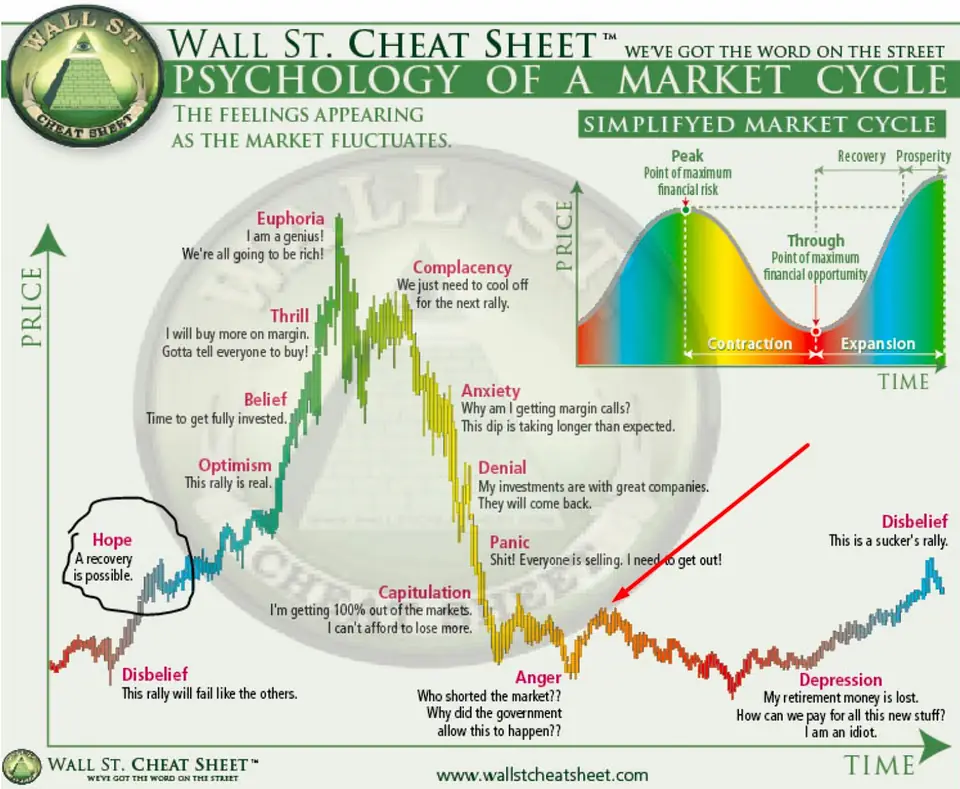 WALL ST.
CHEAT SHEET
WALL ST. CHEAT SHEET™ WE'VE GOT THE WORD ON THE STREET
PSYCHOLOGY OF A MARKET CYCLE
THE FEELINGS APPEARING
AS THE MARKET FLUCTUATES.
SIMPLIFYED MARKET CYCLE
Recovery Prosperity
Peak
Point of maximum
financial risk
Through
Point of maximum
financial opportunity
PRICE
Contraction Expansion
TIME
PRICE
Euphoria
I am a genius!
We're all going to be rich!
Complacency
We just need to cool off
for the next rally.
Thrill
I will buy more on margin.
Gotta tell everyone to buy!
Belief
Time to get fully invested.
Anxiety
Why am I getting margin calls?
This dip is taking longer than expected.
Optimism
This rally is real.
Denial
My investments are with great companies.
They will come back.
Hope
A recovery
is possible.
Panic
Shit! Everyone is selling. I need to get out!
Disbelief
This is a sucker's rally.
Capitulation
I'm getting 100% out of the markets.
I can't afford to lose more.
Disbelief
This rally will fail like the others.
Anger
Who shorted the market??
Why did the government
allow this to happen??
Depression
My retirement money is lost.
How can we pay for all this new stuff?
I am an idiot.
TIME
WALL ST. CHEAT SHEET™
WE'VE GOT THE WORD ON THE STREET
www.wallstcheatsheet.com
WALL ST.
CHEAT SHEET